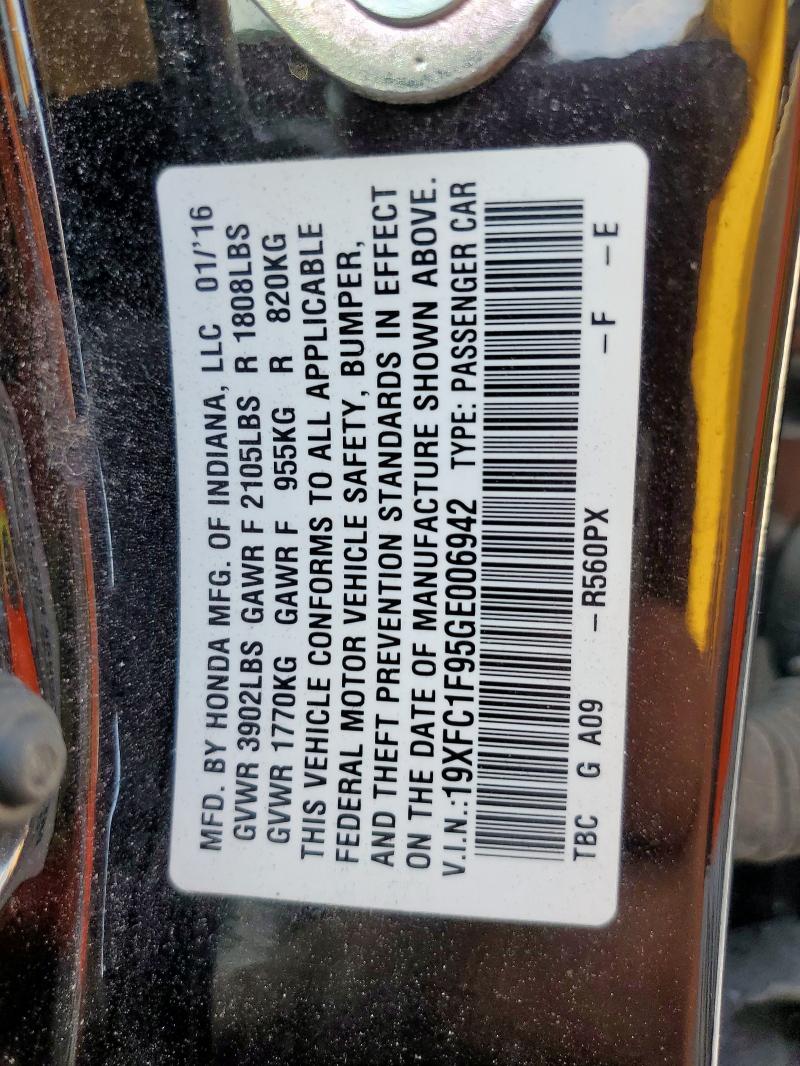 MFD. BY HONDA MFG. OF INDIANA, LLC 01/'16
GVWR 3902LBS GAWR F 2105LBS R 1808LBS
GVWR 1770KG GAWR F 955KG R 820KG
THIS VEHICLE CONFORMS TO ALL APPLICABLE
FEDERAL MOTOR VEHICLE SAFETY, BUMPER,
AND THEFT PREVENTION STANDARDS IN EFFECT
ON THE DATE OF MANUFACTURE SHOWN ABOVE.
V.I.N.:19XFC1F95GE006942 TYPE: PASSENGER CAR
TBC G A09 –R560PX –F –E